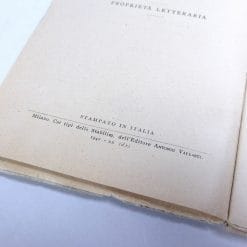 PROPRIETÀ LETTERARIA
STAMPATO IN ITALIA
Milano. Coi tipi dello Stabilim. dell'Editore Antonio Vallardi.